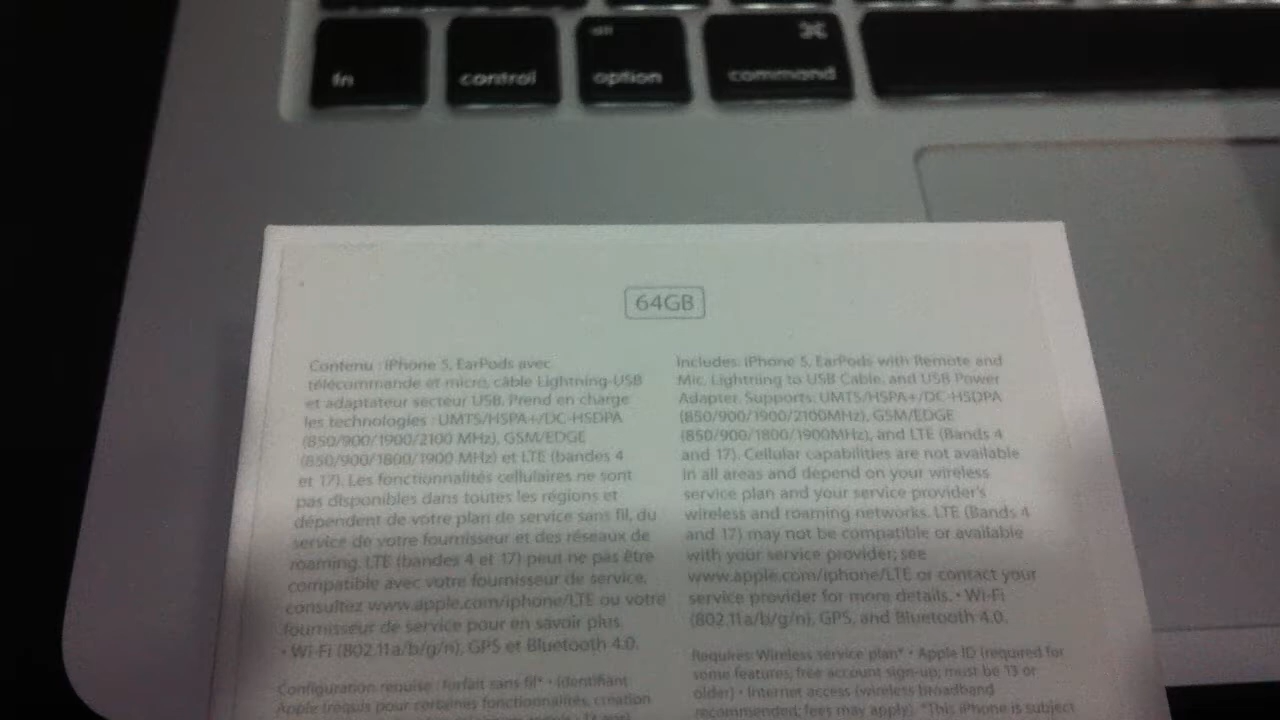 fn
control
alt
option
⌘
command
64GB
Contenu : iPhone 5, EarPods avec
télécommande et micro, câble Lightning-USB
et adaptateur secteur USB. Prend en charge
les technologies : UMTS/HSPA+/DC-HSDPA
(850/900/1900/2100 MHz), GSM/EDGE
(850/900/1800/1900 MHz) et LTE (bandes 4
et 17). Les fonctionnalités cellulaires ne sont
pas disponibles dans toutes les régions et
dépendent de votre plan de service sans fil, du
service de votre fournisseur et des réseaux de
roaming. LTE (bandes 4 et 17) peut ne pas être
compatible avec votre fournisseur de service,
consultez www.apple.com/iphone/LTE ou votre
fournisseur de service pour en savoir plus.
• Wi-Fi (802.11a/b/g/n), GPS et Bluetooth 4.0.
Configuration requise : forfait sans fil* • identifiant
Apple (requis pour certaines fonctionnalités, création
Includes: iPhone 5, EarPods with Remote and
Mic, Lightning to USB Cable, and USB Power
Adapter. Supports: UMTS/HSPA+/DC-HSDPA
(850/900/1900/2100MHz), GSM/EDGE
(850/900/1800/1900MHz), and LTE (Bands 4
and 17). Cellular capabilities are not available
in all areas and depend on your wireless
service plan and your service provider's
wireless and roaming networks. LTE (Bands 4
and 17) may not be compatible or available
with your service provider; see
www.apple.com/iphone/LTE or contact your
service provider for more details. • Wi-Fi
(802.11a/b/g/n), GPS, and Bluetooth 4.0.
Requires: Wireless service plan* • Apple ID (required for
some features; free account sign-up; must be 13 or
older) • Internet access (wireless broadband
recommended; fees may apply). *This iPhone is subject